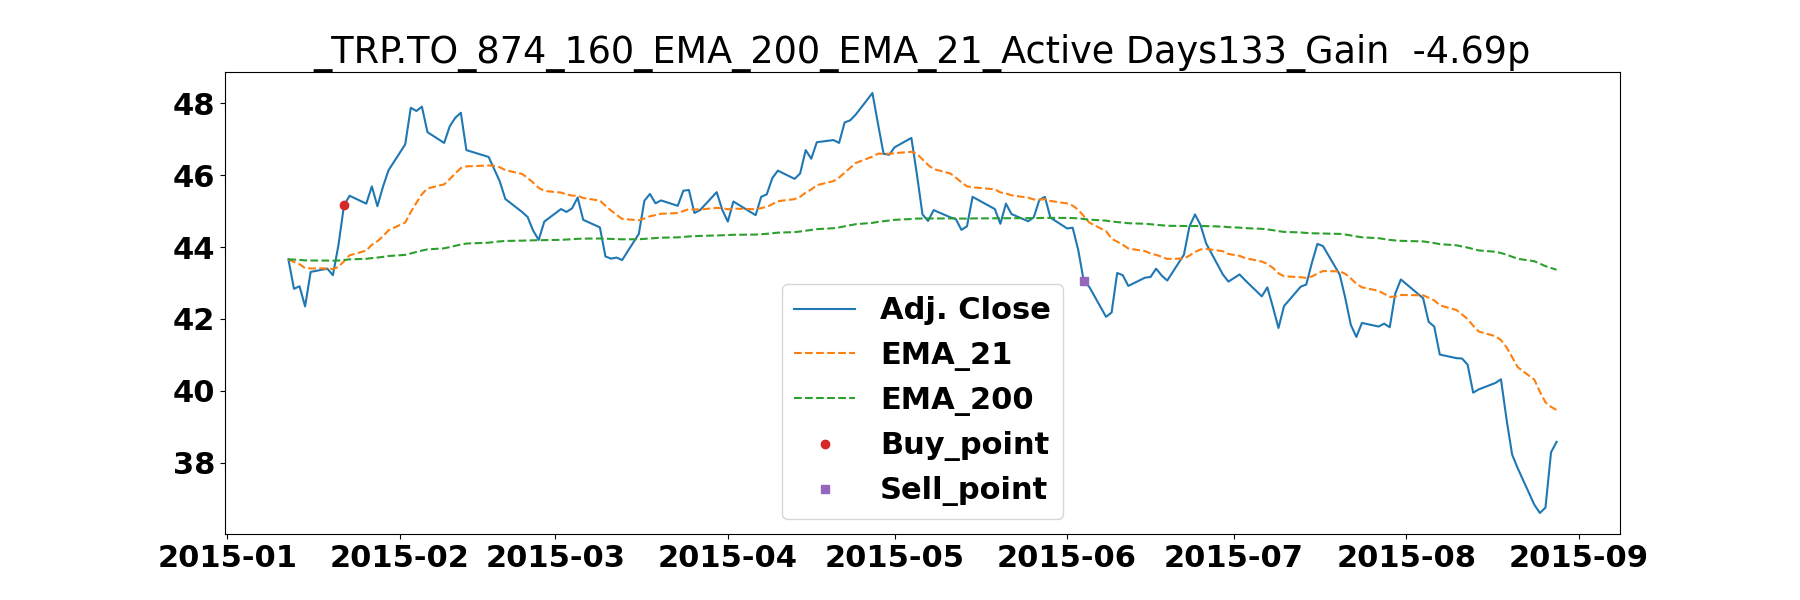 _TRP.TO_874_160_EMA_200_EMA_21_Active Days133_Gain  -4.69p
48
46
44
42
40
38
Adj. Close
EMA_21
EMA_200
Buy_point
Sell_point
2015-01 2015-02 2015-03 2015-04 2015-05 2015-06 2015-07 2015-08 2015-09